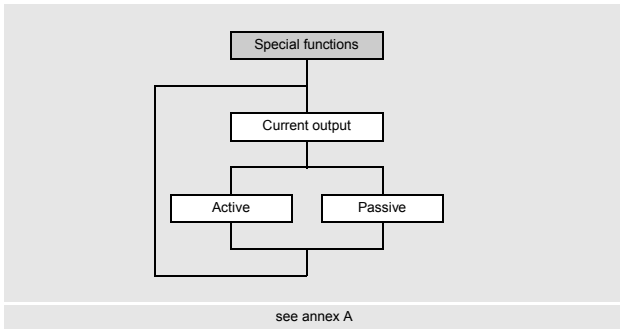 Special functions
Current output
Active
Passive
see annex A